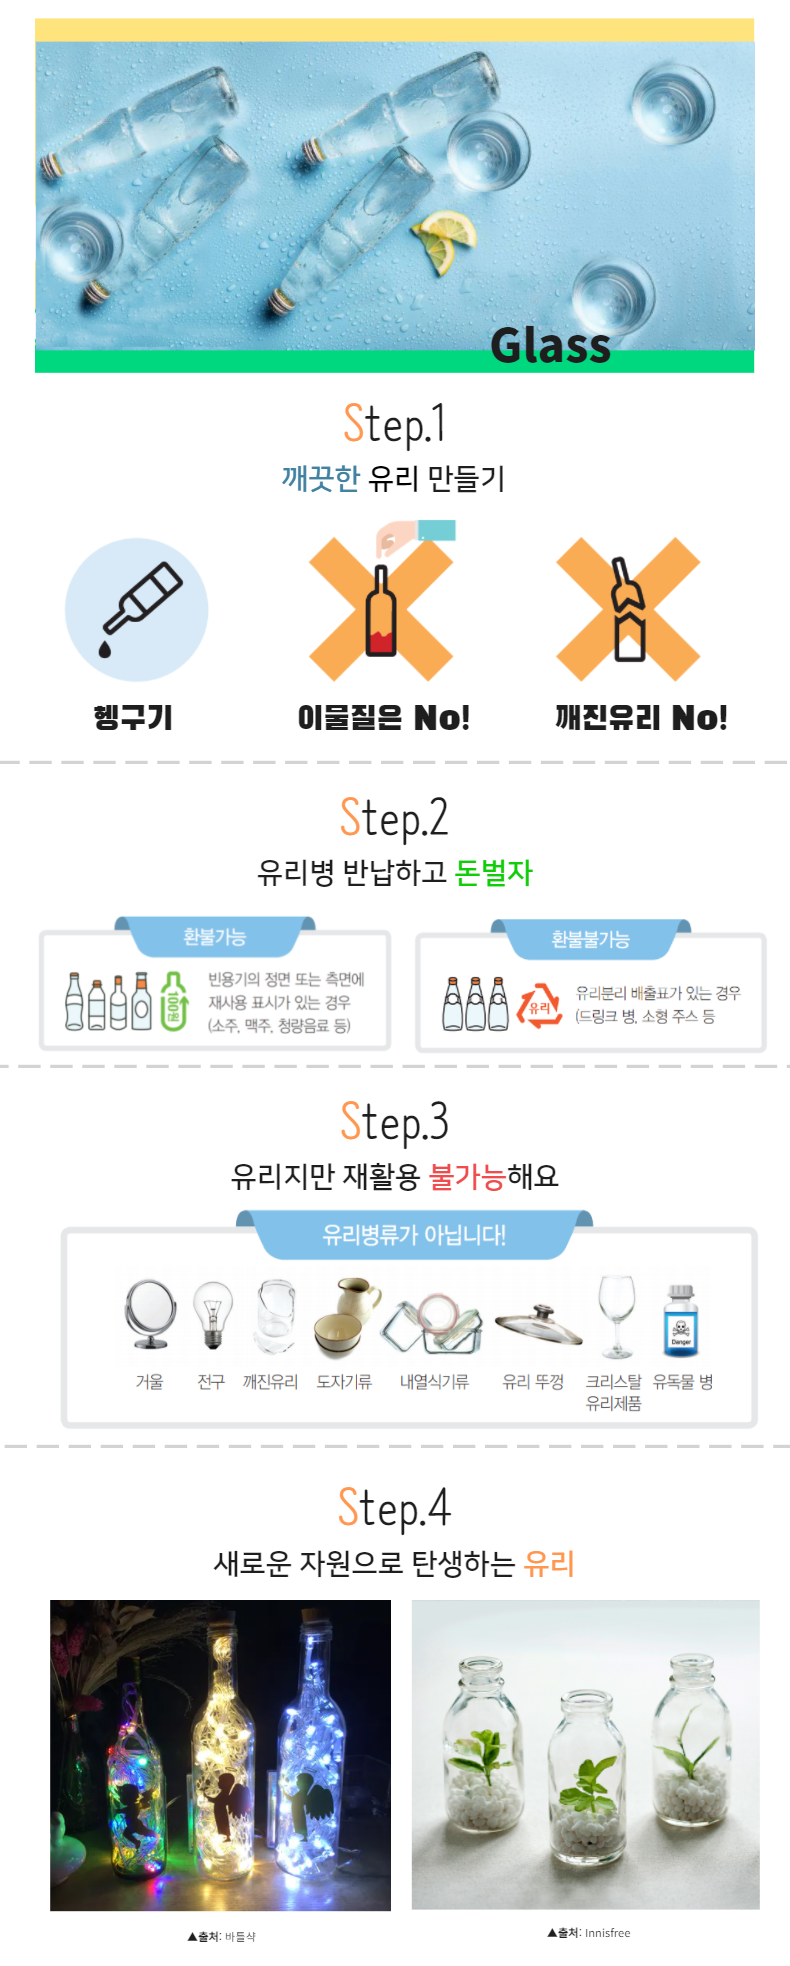 Glass
Step.1
깨끗한 유리 만들기
헹구기
이물질은 No!
깨진유리 No!
Step.2
유리병 반납하고 돈벌자
환불가능
100원
빈용기의 정면 또는 측면에
재사용 표시가 있는 경우
(소주, 맥주, 청량음료 등)
환불불가능
유리
유리분리 배출표가 있는 경우
(드링크 병, 소형 주스 등
Step.3
유리지만 재활용 불가능해요
유리병류가 아닙니다!
Danger
거울
전구
깨진유리
도자기류
내열식기류
유리 뚜껑
크리스탈
유리제품
유독물 병
Step.4
새로운 자원으로 탄생하는 유리
▲출처: 바틀샥
▲출처: Innisfree